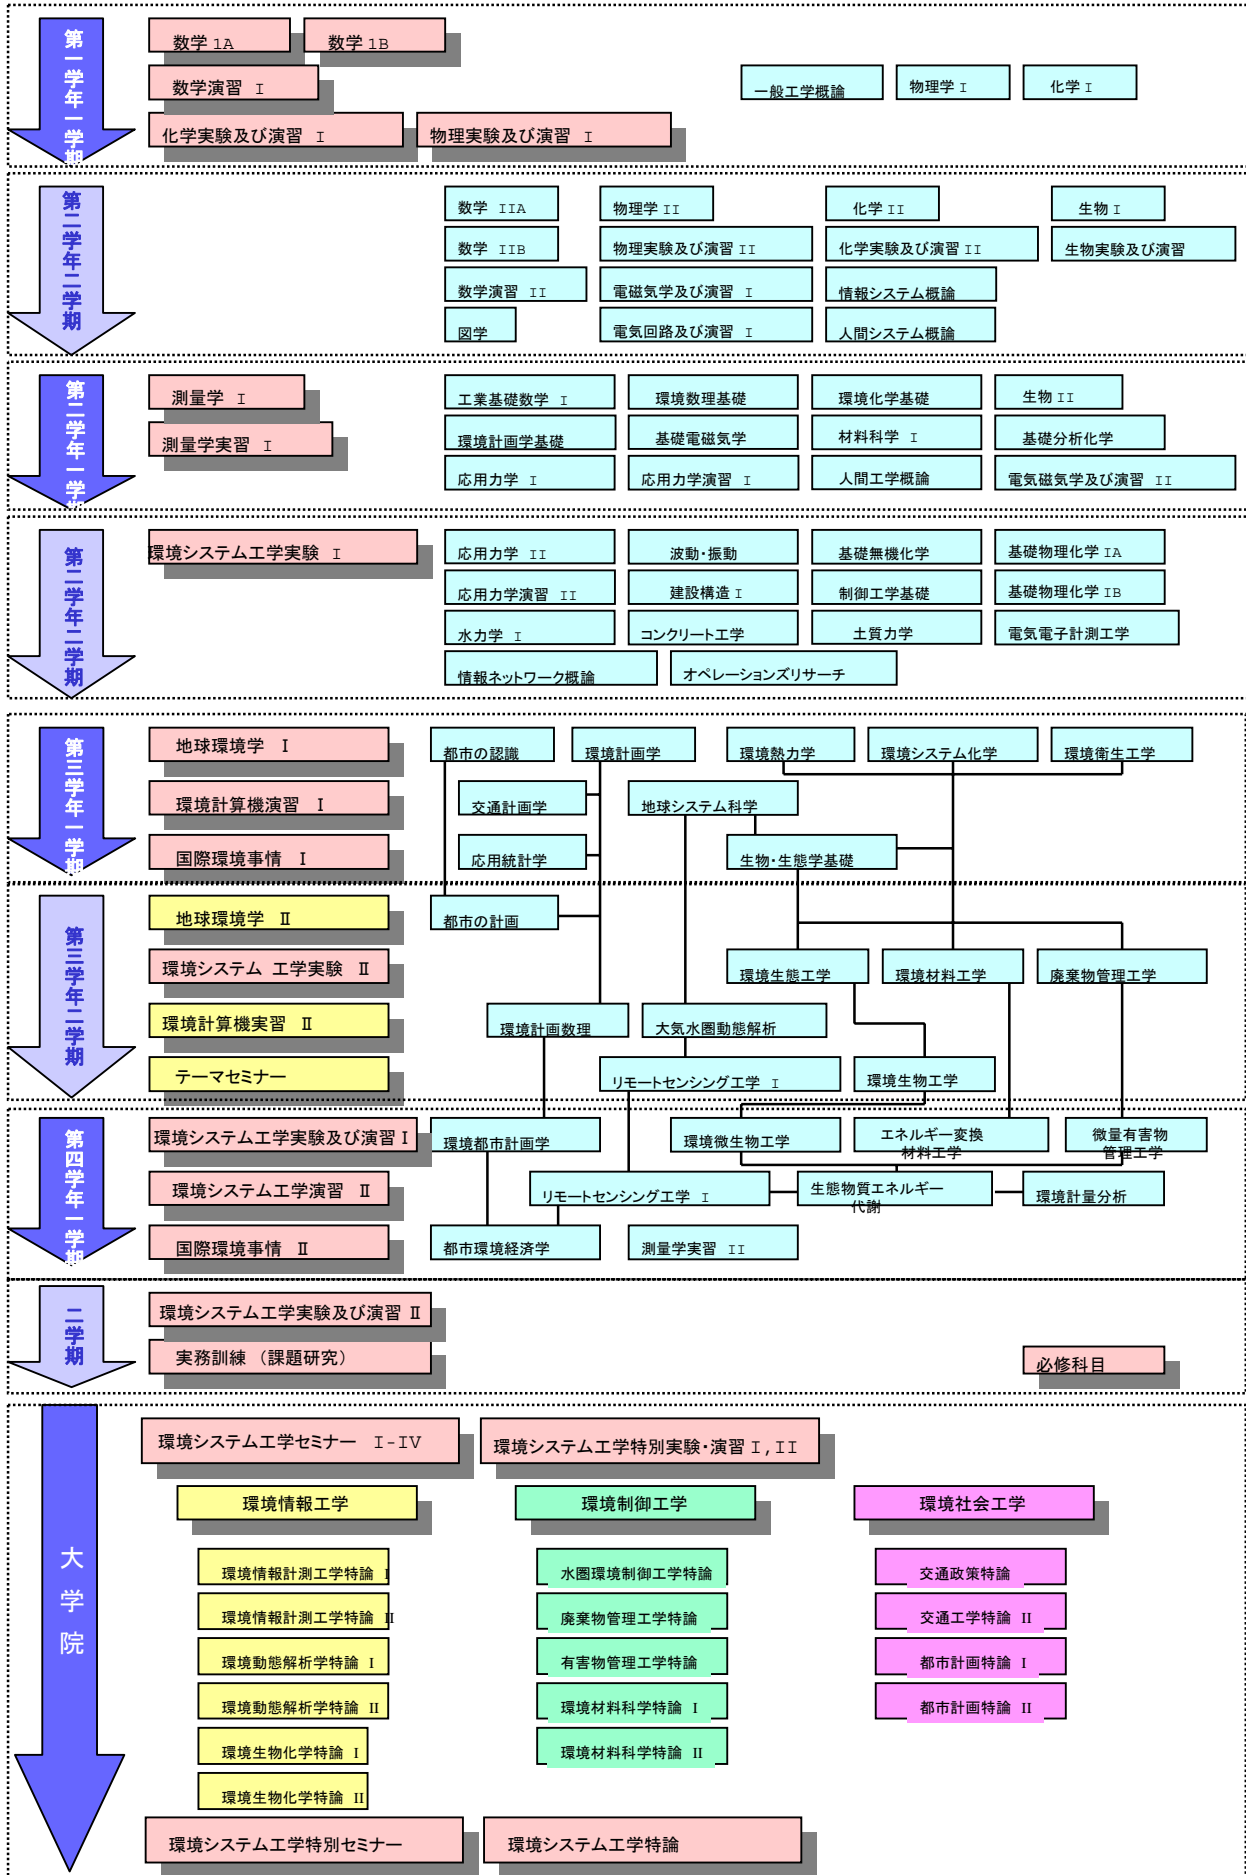 第一学年一学期
数学 1A
数学 1B
数学演習 I
一般工学概論
物理学 I
化学 I
化学実験及び演習 I
物理実験及び演習 I
第二学年二学期
数学 IIA
物理学 II
化学 II
生物 I
数学 IIB
物理実験及び演習 II
化学実験及び演習 II
生物実験及び演習
数学演習 II
電磁気学及び演習 I
情報システム概論
図学
電気回路及び演習 I
人間システム概論
第二学年一学期
測量学 I
工業基礎数学 I
環境数理基礎
環境化学基礎
生物 II
測量学実習 I
環境計画学基礎
基礎電磁気学
材料科学 I
基礎分析化学
応用力学 I
応用力学演習 I
人間工学概論
電気磁気学及び演習 II
第二学年二学期
環境システム工学実験 I
応用力学 II
波動・振動
基礎無機化学
基礎物理化学 IA
応用力学演習 II
建設構造 I
制御工学基礎
基礎物理化学 IB
水力学 I
コンクリート工学
土質力学
電気電子計測工学
情報ネットワーク概論
オペレーションズリサーチ
第三学年一学期
地球環境学 I
都市の認識
環境計画学
環境熱力学
環境システム化学
環境衛生工学
環境計算機演習 I
交通計画学
地球システム科学
国際環境事情 I
応用統計学
生物・生態学基礎
第三学年二学期
地球環境学 II
都市の計画
環境システム 工学実験 II
環境生態工学
環境材料工学
廃棄物管理工学
環境計算機実習 II
環境計画数理
大気水圏動態解析
テーマセミナー
リモートセンシング工学 I
環境生物工学
第四学年一学期
環境システム工学実験及び演習 I
環境都市計画学
環境微生物工学
エネルギー変換
材料工学
微量有害物
管理工学
環境システム工学演習 II
リモートセンシング工学 I
生態物質エネルギー
代謝
環境計量分析
国際環境事情 II
都市環境経済学
測量学実習 II
二学期
環境システム工学実験及び演習 II
実務訓練 (課題研究)
必修科目
大学院
環境システム工学セミナー I-IV
環境システム工学特別実験・演習 I,II
環境情報工学
環境制御工学
環境社会工学
環境情報計測工学特論 I
水圏環境制御工学特論
交通政策特論
環境情報計測工学特論 II
廃棄物管理工学特論
交通工学特論 II
環境動態解析学特論 I
有害物管理工学特論
都市計画特論 I
環境動態解析学特論 II
環境材料科学特論 I
都市計画特論 II
環境生物化学特論 I
環境材料科学特論 II
環境生物化学特論 II
環境システム工学特別セミナー
環境システム工学特論